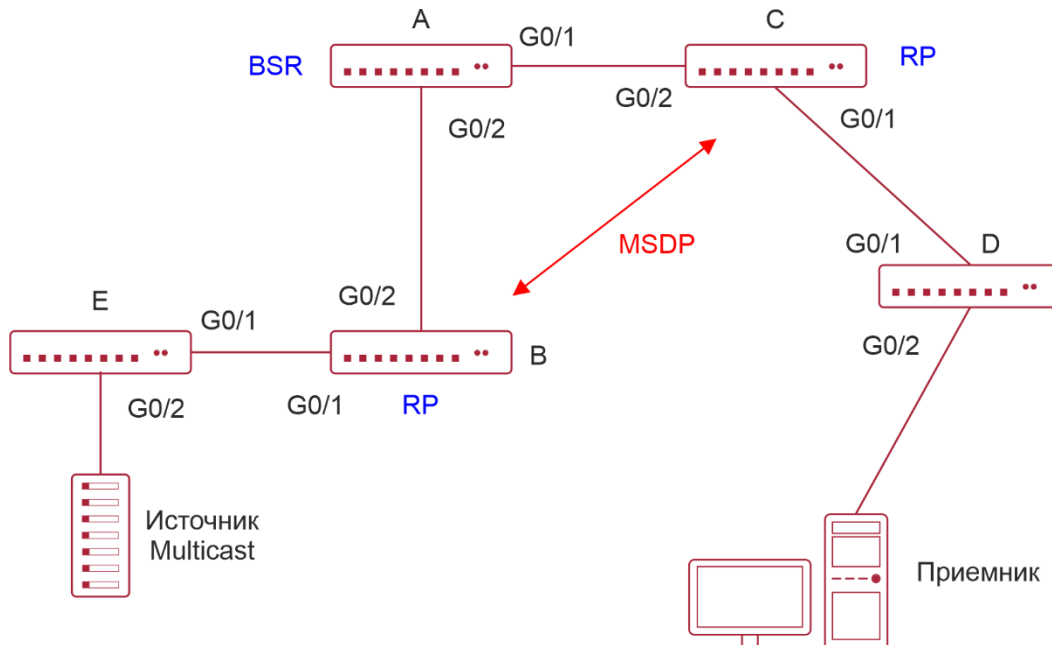 A
G0/1
C
BSR
RP
G0/2
G0/2
G0/1
MSDP
G0/1
D
E
G0/2
G0/1
B
G0/2
G0/2
G0/1
RP
Источник
Multicast
Приемник